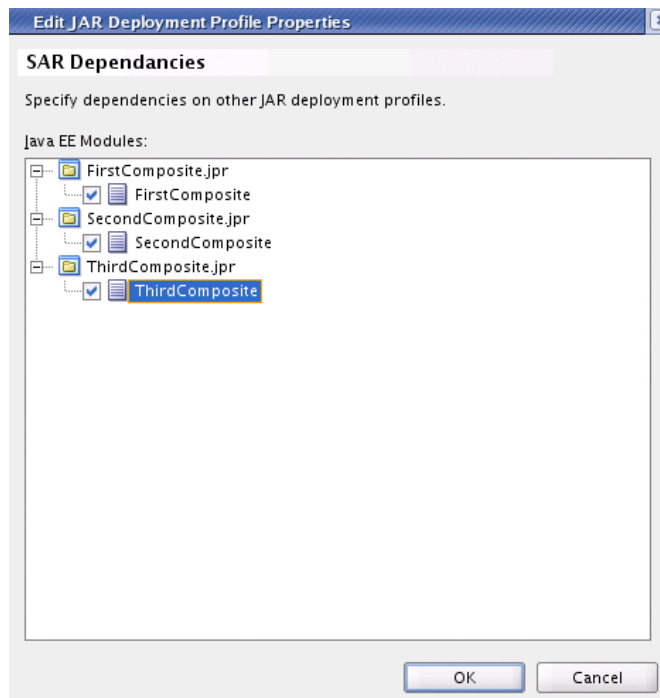 Edit JAR Deployment Profile Properties
SAR Dependancies
Specify dependencies on other JAR deployment profiles.
Java EE Modules:
FirstComposite.jpr
FirstComposite
SecondComposite.jpr
SecondComposite
ThirdComposite.jpr
ThirdComposite
OK
Cancel